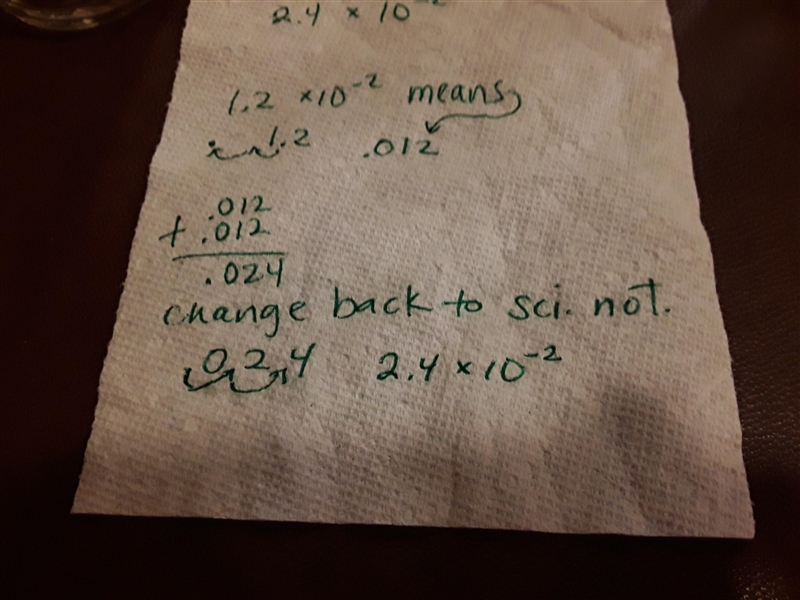 2.4 × 10⁻²
1.2 ×10⁻² means
1.2 .012
.012
+ .012
.024
change back to sci. not.
.02.4 2.4 × 10⁻²